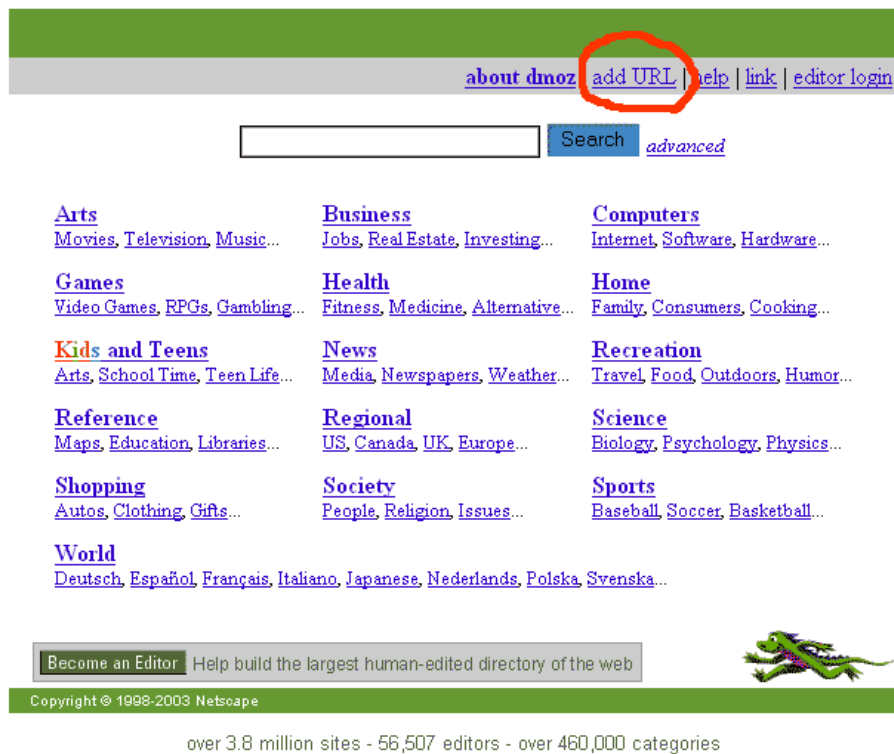 about dmoz | add URL | help | link | editor login
Search advanced
Arts Business Computers
Movies, Television, Music... Jobs, Real Estate, Investing... Internet, Software, Hardware...
Games Health Home
Video Games, RPGs, Gambling... Fitness, Medicine, Alternative... Family, Consumers, Cooking...
Kids and Teens News Recreation
Arts, School Time, Teen Life... Media, Newspapers, Weather... Travel, Food, Outdoors, Humor...
Reference Regional Science
Maps, Education, Libraries... US, Canada, UK, Europe... Biology, Psychology, Physics...
Shopping Society Sports
Autos, Clothing, Gifts... People, Religion, Issues... Baseball, Soccer, Basketball...
World
Deutsch, Español, Français, Italiano, Japanese, Nederlands, Polska, Svenska...
Become an Editor Help build the largest human-edited directory of the web
Copyright © 1998-2003 Netscape
over 3.8 million sites - 56,507 editors - over 460,000 categories